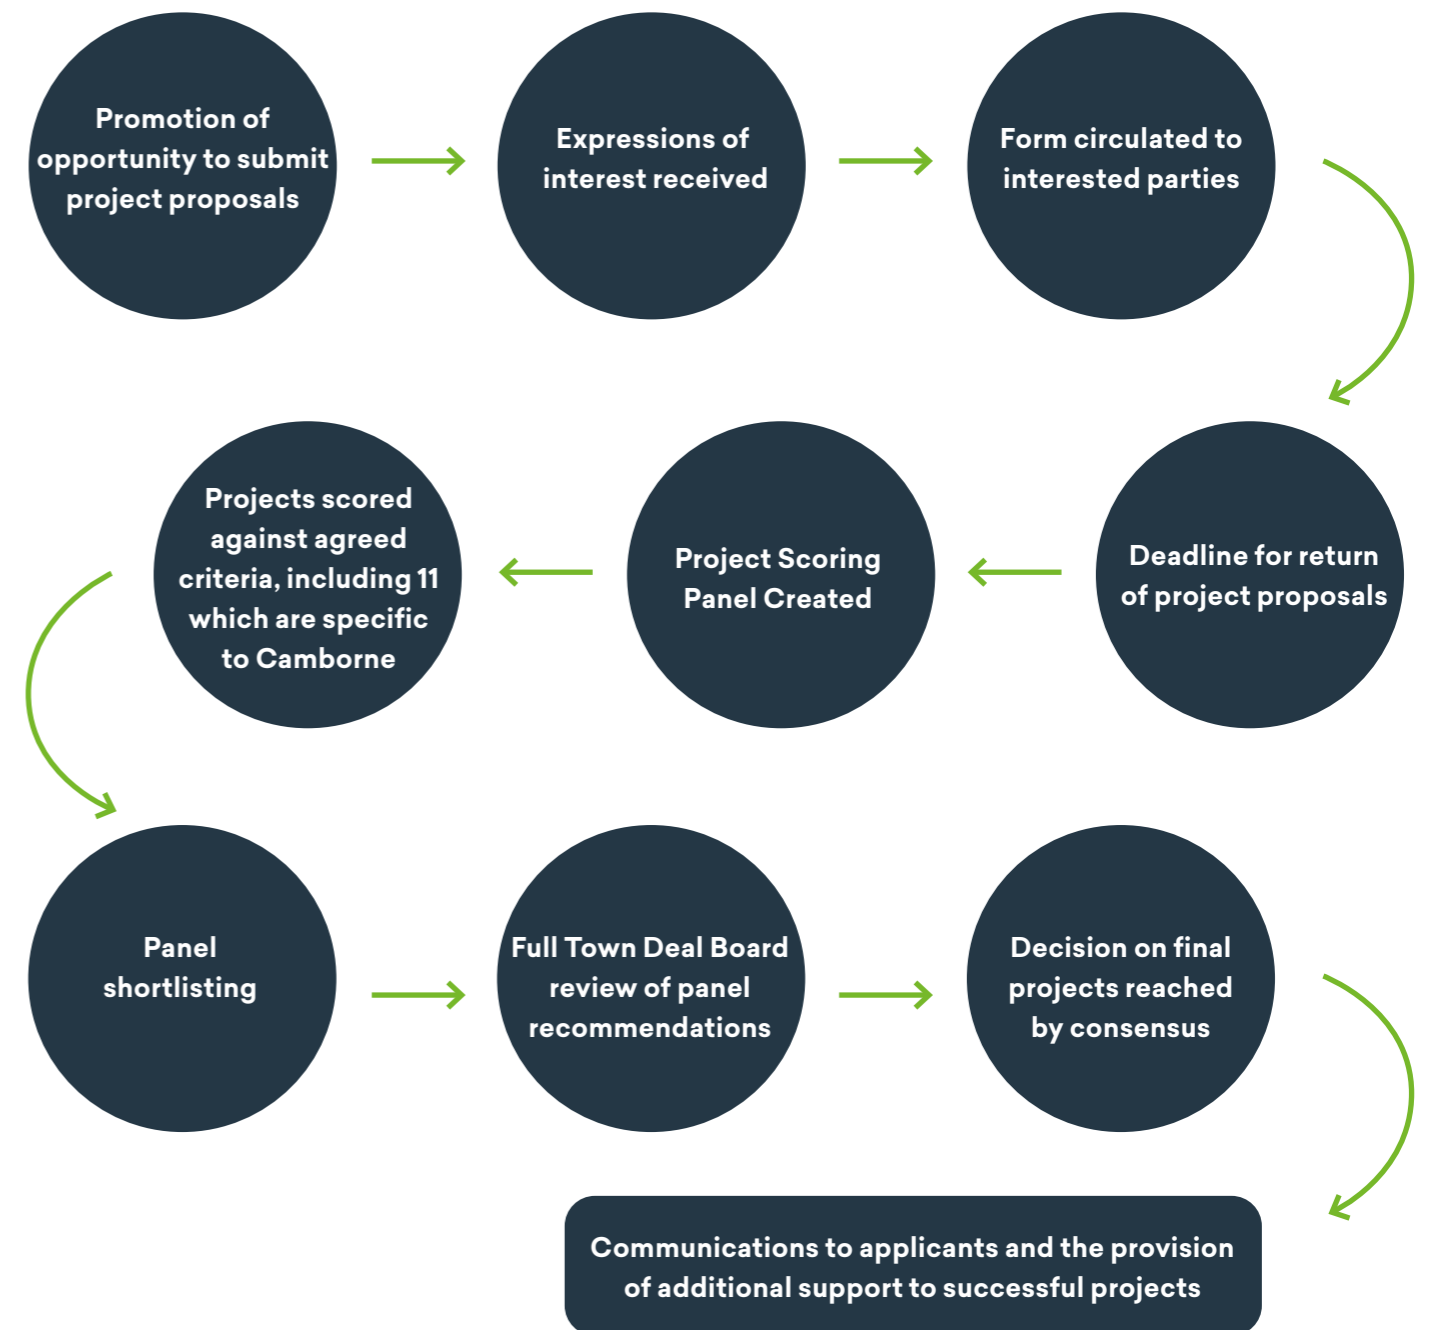 Promotion of
opportunity to submit
project proposals
Expressions of
interest received
Form circulated to
interested parties
Deadline for return
of project proposals
Project Scoring
Panel Created
Projects scored
against agreed
criteria, including 11
which are specific
to Camborne
Panel
shortlisting
Full Town Deal Board
review of panel
recommendations
Decision on final
projects reached
by consensus
Communications to applicants and the provision
of additional support to successful projects